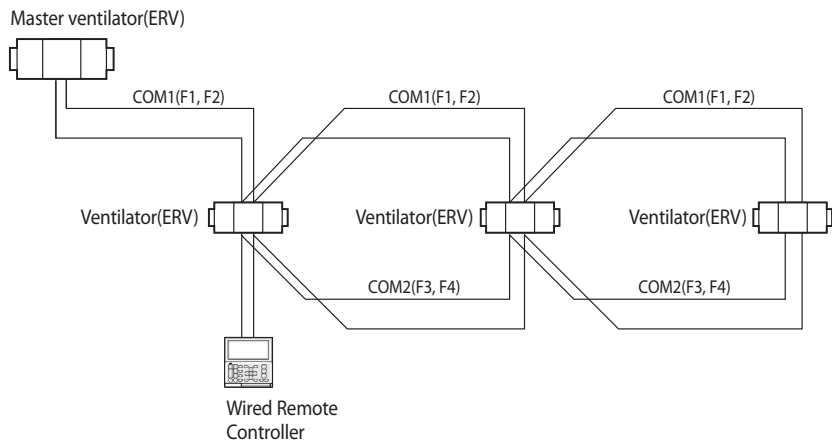 Master ventilator(ERV)
COM1(F1, F2)
COM1(F1, F2)
COM1(F1, F2)
Ventilator(ERV)
Ventilator(ERV)
Ventilator(ERV)
COM2(F3, F4)
COM2(F3, F4)
Wired Remote
Controller